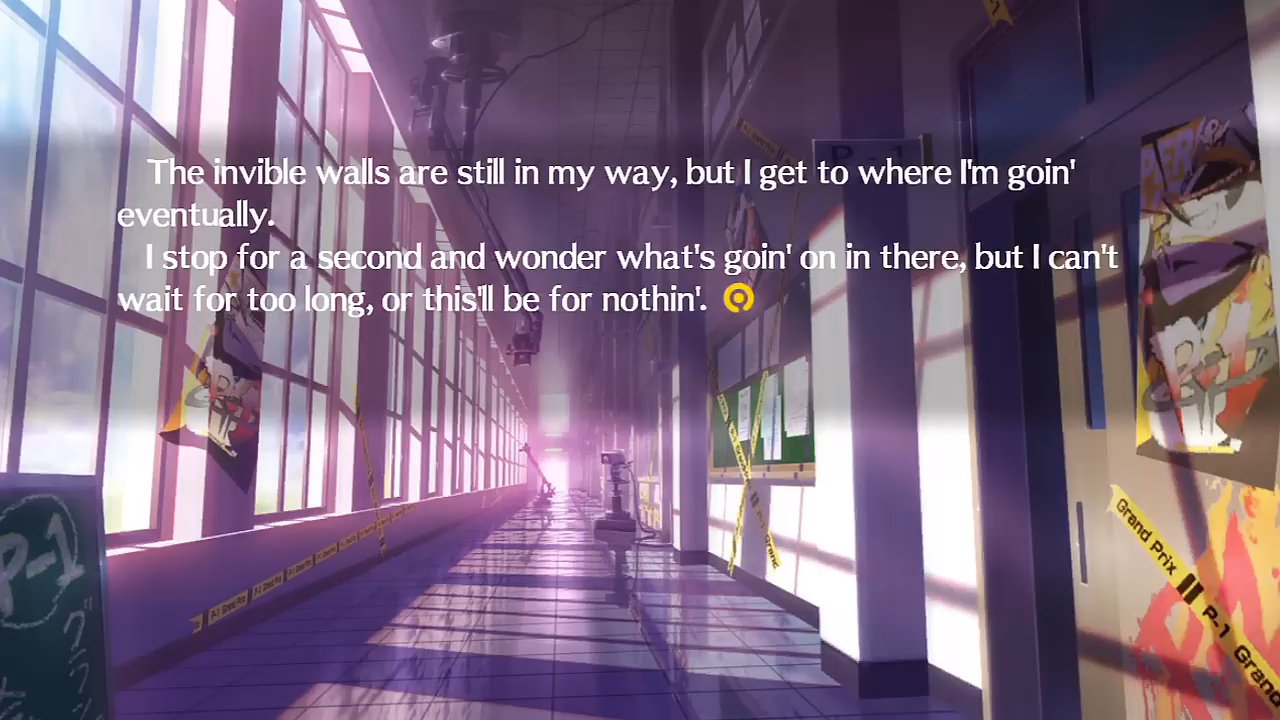 The invible walls are still in my way, but I get to where I'm goin'
eventually.
I stop for a second and wonder what's goin' on in there, but I can't
wait for too long, or this'll be for nothin'.
P-1
P-1
Grand Prix
P-1
Grand